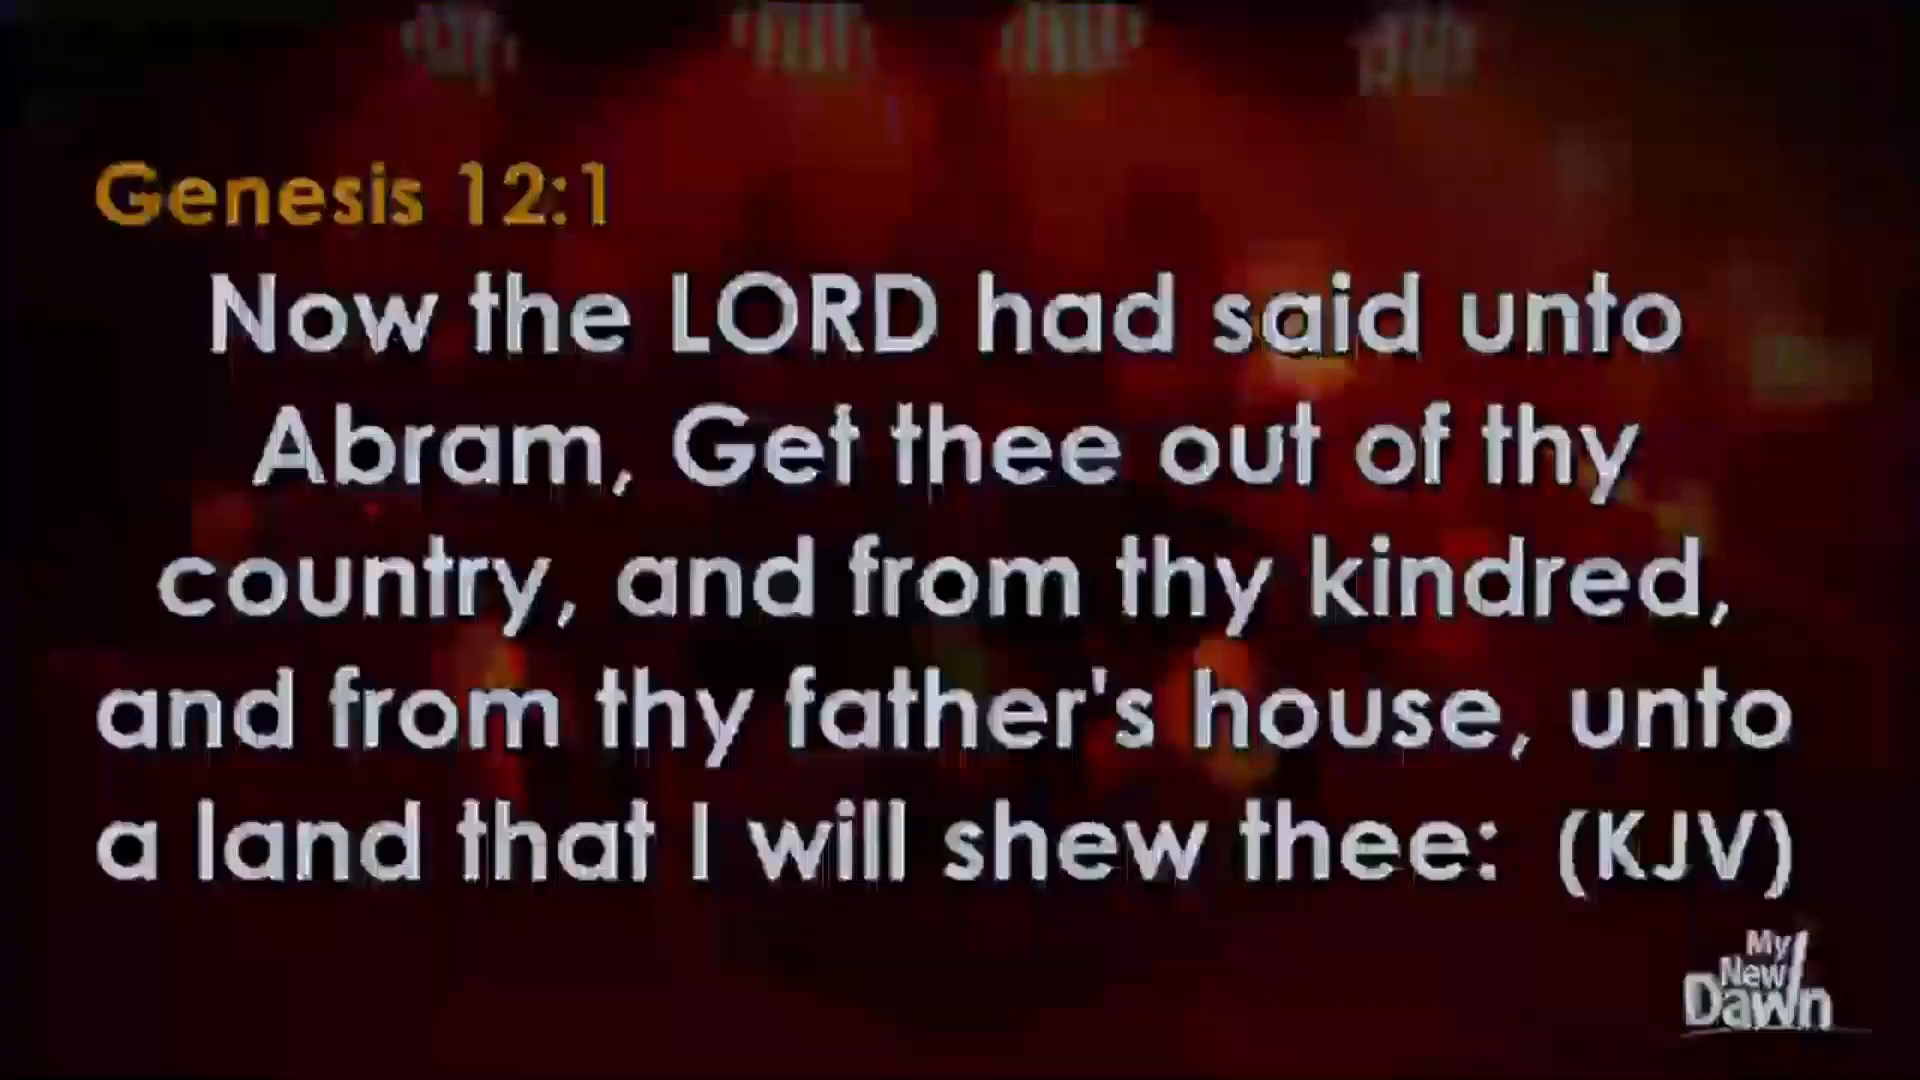 Genesis 12:1
Now the LORD had said unto
Abram, Get thee out of thy
country, and from thy kindred,
and from thy father's house, unto
a land that I will shew thee: (KJV)
My
New
Dawn